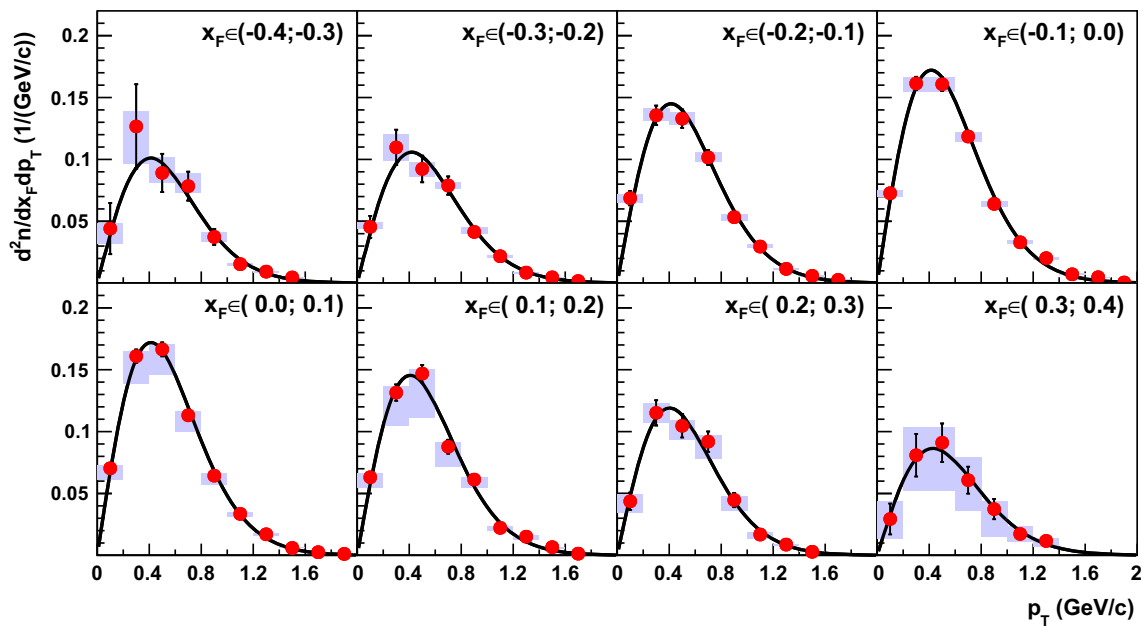 d²n/dx_F dp_T (1/(GeV/c))
0.2
0.15
0.1
0.05
x_F∈(-0.4;-0.3)
x_F∈(-0.3;-0.2)
x_F∈(-0.2;-0.1)
x_F∈(-0.1; 0.0)
0.2
0.15
0.1
0.05
x_F∈( 0.0; 0.1)
x_F∈( 0.1; 0.2)
x_F∈( 0.2; 0.3)
x_F∈( 0.3; 0.4)
0 0.4 0.8 1.2 1.6 0 0.4 0.8 1.2 1.6 0 0.4 0.8 1.2 1.6 0 0.4 0.8 1.2 1.6 2
p_T (GeV/c)